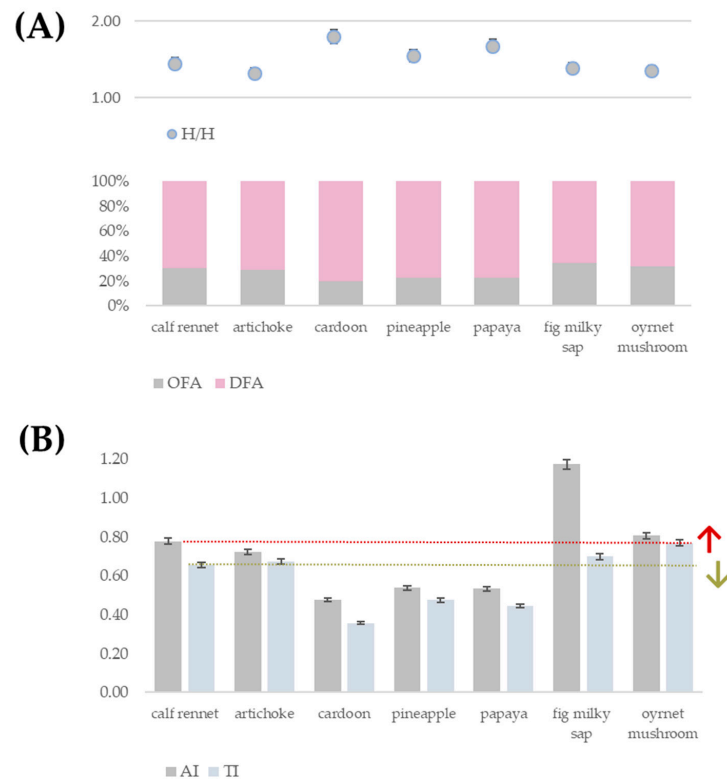 (A)
2.00
1.00
H/H
100%
80%
60%
40%
20%
0%
calf rennet artichoke cardoon pineapple papaya fig milky sap oyrnet mushroom
OFA DFA
(B)
1.20
1.00
0.80
0.60
0.40
0.20
0.00
calf rennet artichoke cardoon pineapple papaya fig milky sap oyrnet mushroom
AI TI